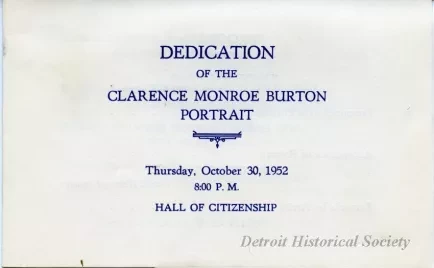 DEDICATION
OF THE
CLARENCE MONROE BURTON
PORTRAIT
Thursday, October 30, 1952
8:00 P. M.
HALL OF CITIZENSHIP
Detroit Historical Society